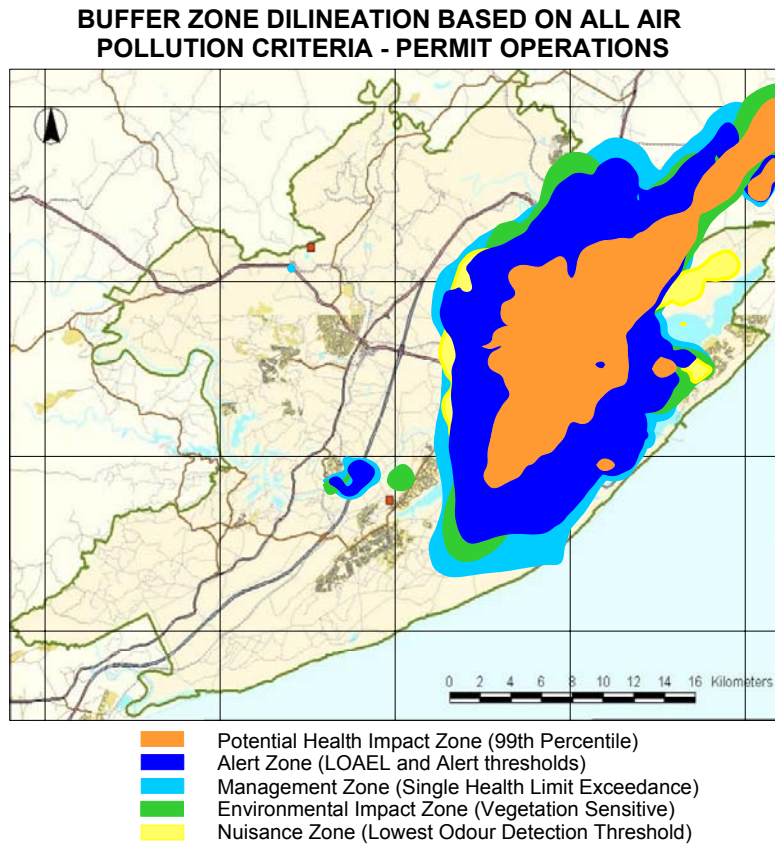 BUFFER ZONE DILINEATION BASED ON ALL AIR
POLLUTION CRITERIA - PERMIT OPERATIONS
0 2 4 6 8 10 12 14 16 Kilometers
Potential Health Impact Zone (99th Percentile)
Alert Zone (LOAEL and Alert thresholds)
Management Zone (Single Health Limit Exceedance)
Environmental Impact Zone (Vegetation Sensitive)
Nuisance Zone (Lowest Odour Detection Threshold)